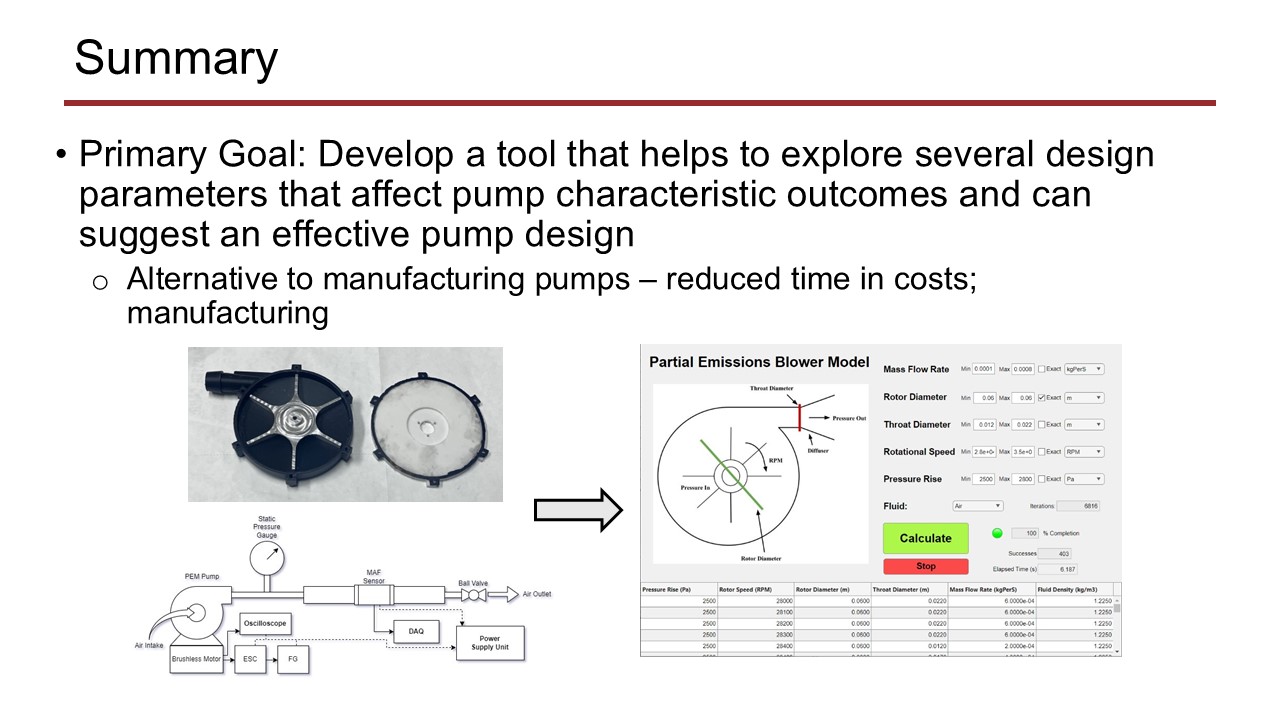 Summary
• Primary Goal: Develop a tool that helps to explore several design
parameters that affect pump characteristic outcomes and can
suggest an effective pump design
o Alternative to manufacturing pumps – reduced time in costs;
manufacturing
Static
Pressure
Gauge
PEM Pump
MAF
Sensor
Ball Valve
Air Outlet
Oscilloscope
DAQ
Power
Supply Unit
Air Intake
Brushless Motor
ESC
FG
Partial Emissions Blower Model
Throat Diameter
Pressure Out
Diffuser
RPM
Pressure In
Rotor Diameter
Mass Flow Rate Min 0.0001 Max 0.0008 Exact kgPerS
Rotor Diameter Min 0.06 Max 0.06 Exact m
Throat Diameter Min 0.012 Max 0.022 Exact m
Rotational Speed Min 2.8e+0 Max 3.5e+0 Exact RPM
Pressure Rise Min 2500 Max 2800 Exact Pa
Fluid: Air Iterations: 6816
Calculate 100 % Completion
Successes 403
Stop Elapsed Time (s) 6.187
Pressure Rise (Pa) Rotor Speed (RPM) Rotor Diameter (m) Throat Diameter (m) Mass Flow Rate (kgPerS) Fluid Density (kg/m3)
2500 28000 0.0600 0.0220 6.0000e-04 1.2250
2500 28100 0.0600 0.0220 6.0000e-04 1.2250
2500 28200 0.0600 0.0220 6.0000e-04 1.2250
2500 28300 0.0600 0.0220 6.0000e-04 1.2250
2500 28400 0.0600 0.0120 2.0000e-04 1.2250